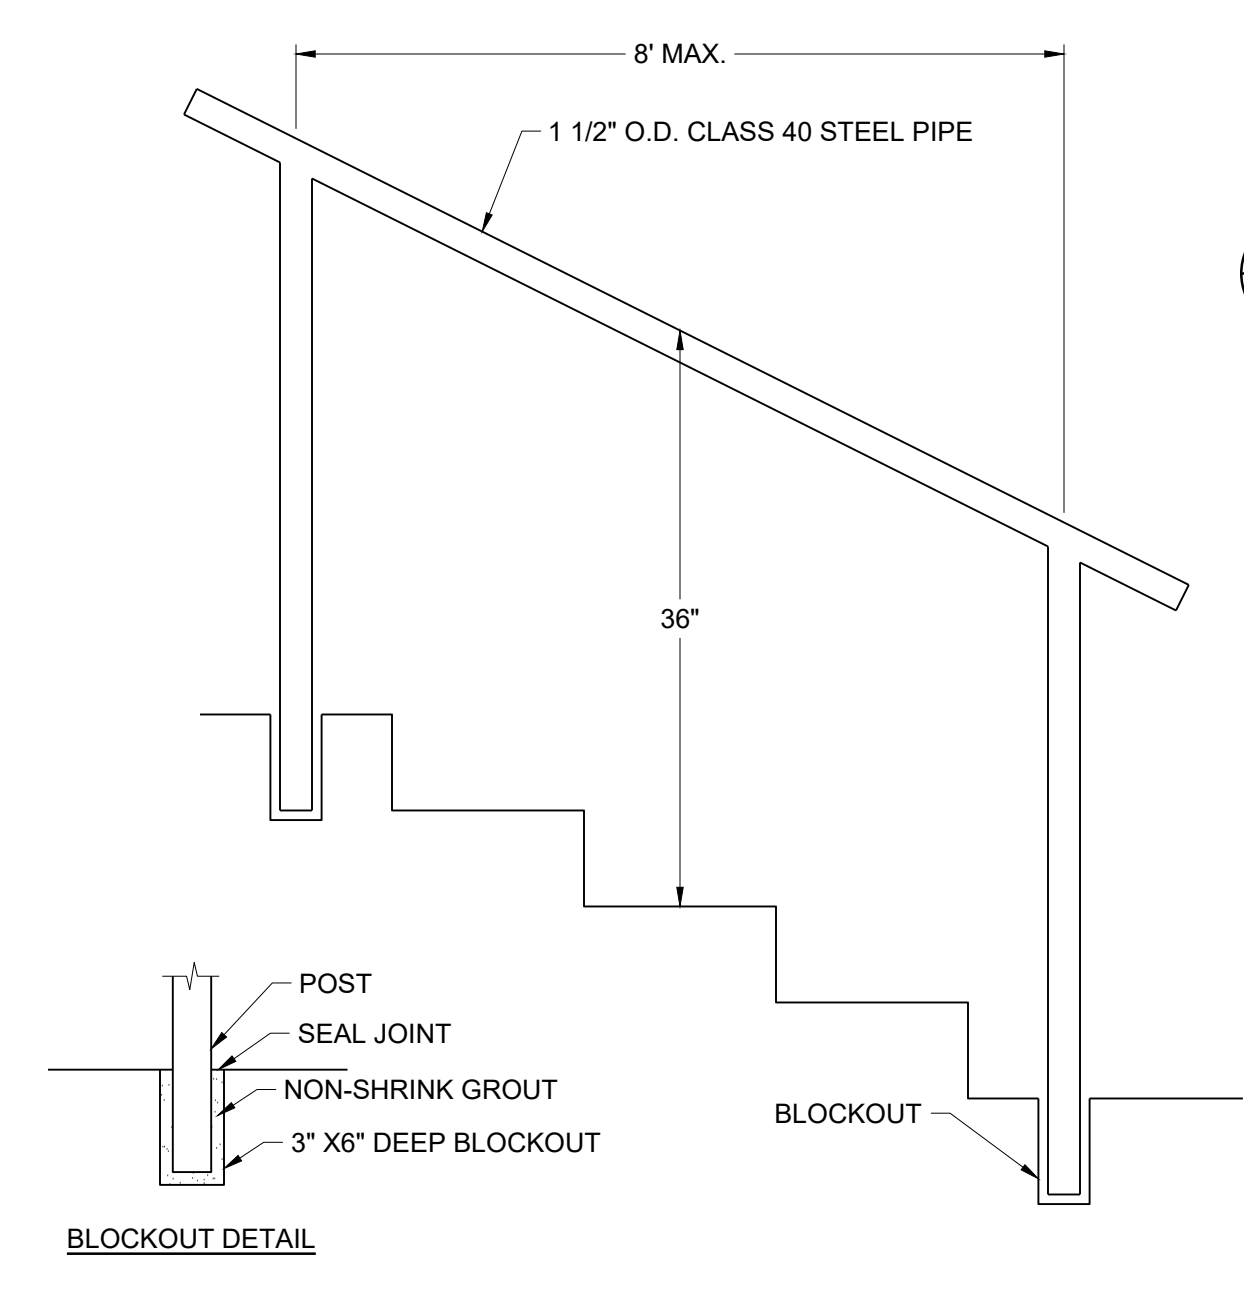 8' MAX.
1 1/2" O.D. CLASS 40 STEEL PIPE
36"
POST
SEAL JOINT
NON-SHRINK GROUT
3" X6" DEEP BLOCKOUT
BLOCKOUT
BLOCKOUT DETAIL